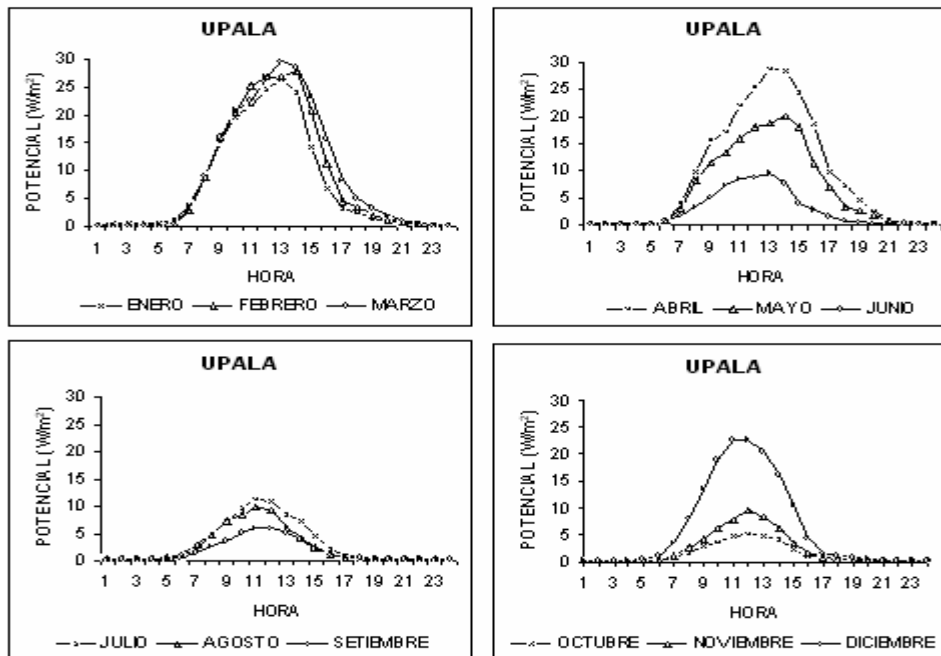 UPALA
POTENCIAL (W/m²)
30
25
20
15
10
5
0
1 3 5 7 9 11 13 15 17 19 21 23
HORA
ENERO FEBRERO MARZO
UPALA
POTENCIAL (W/m²)
30
25
20
15
10
5
0
1 3 5 7 9 11 13 15 17 19 21 23
HORA
ABRIL MAYO JUNIO
UPALA
POTENCIAL (W/m²)
30
25
20
15
10
5
0
1 3 5 7 9 11 13 15 17 19 21 23
HORA
JULIO AGOSTO SETIEMBRE
UPALA
POTENCIAL (W/m²)
30
25
20
15
10
5
0
1 3 5 7 9 11 13 15 17 19 21 23
HORA
OCTUBRE NOVIEMBRE DICIEMBRE